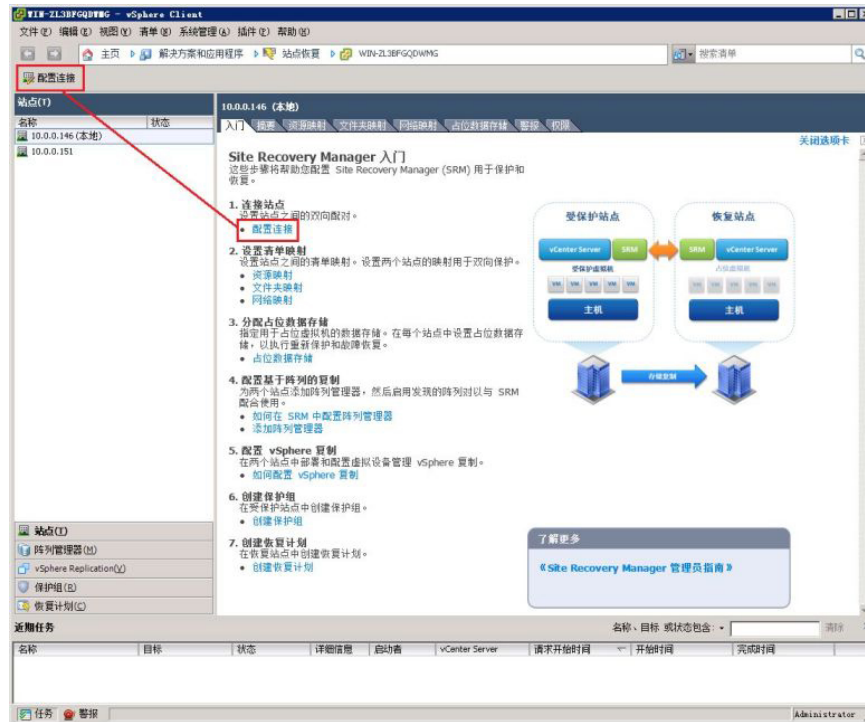 WIN-ZL3BFGQDWMG - vSphere Client
文件(F) 编辑(E) 视图(V) 清单(N) 系统管理(A) 插件(P) 帮助(H)
主页 解决方案和应用程序 站点恢复 WIN-ZL3BFGQDWMG 搜索清单
配置连接
站点(T)
名称 状态
10.0.0.146 (本地)
10.0.0.151
10.0.0.146 (本地)
入门 摘要 资源映射 文件夹映射 网络映射 占位数据存储 警报 权限
关闭选项卡
Site Recovery Manager 入门
这些步骤将帮助您配置 Site Recovery Manager (SRM) 用于保护和
恢复。
1. 连接站点
设置站点之间的双向配对。
• 配置连接
2. 设置清单映射
设置站点之间的清单映射。设置两个站点的映射用于双向保护。
• 资源映射
• 文件夹映射
• 网络映射
3. 分配占位数据存储
指定用于占位虚拟机的数据存储。在每个站点中设置占位数据存
储，以执行重新保护和故障恢复。
• 占位数据存储
4. 配置基于阵列的复制
为两个站点添加阵列管理器，然后启用发现的阵列对以与 SRM
配合使用。
• 如何在 SRM 中配置阵列管理器
• 添加阵列管理器
5. 配置 vSphere 复制
在两个站点中部署和配置虚拟设备管理 vSphere 复制。
• 如何配置 vSphere 复制
6. 创建保护组
在受保护站点中创建保护组。
• 创建保护组
7. 创建恢复计划
在恢复站点中创建恢复计划。
• 创建恢复计划
受保护站点 恢复站点
vCenter Server SRM SRM vCenter Server
受保护虚拟机 占位虚拟机
VM VM VM VM VM VM VM VM VM VM
主机 主机
存储复制
了解更多
《Site Recovery Manager 管理员指南》
站点(T)
阵列管理器(M)
vSphere Replication(V)
保护组(P)
恢复计划(C)
近期任务 名称、目标 或状态包含: 清除
名称 目标 状态 详细信息 启动者 vCenter Server 请求开始时间 开始时间 完成时间
任务 警报 Administrator